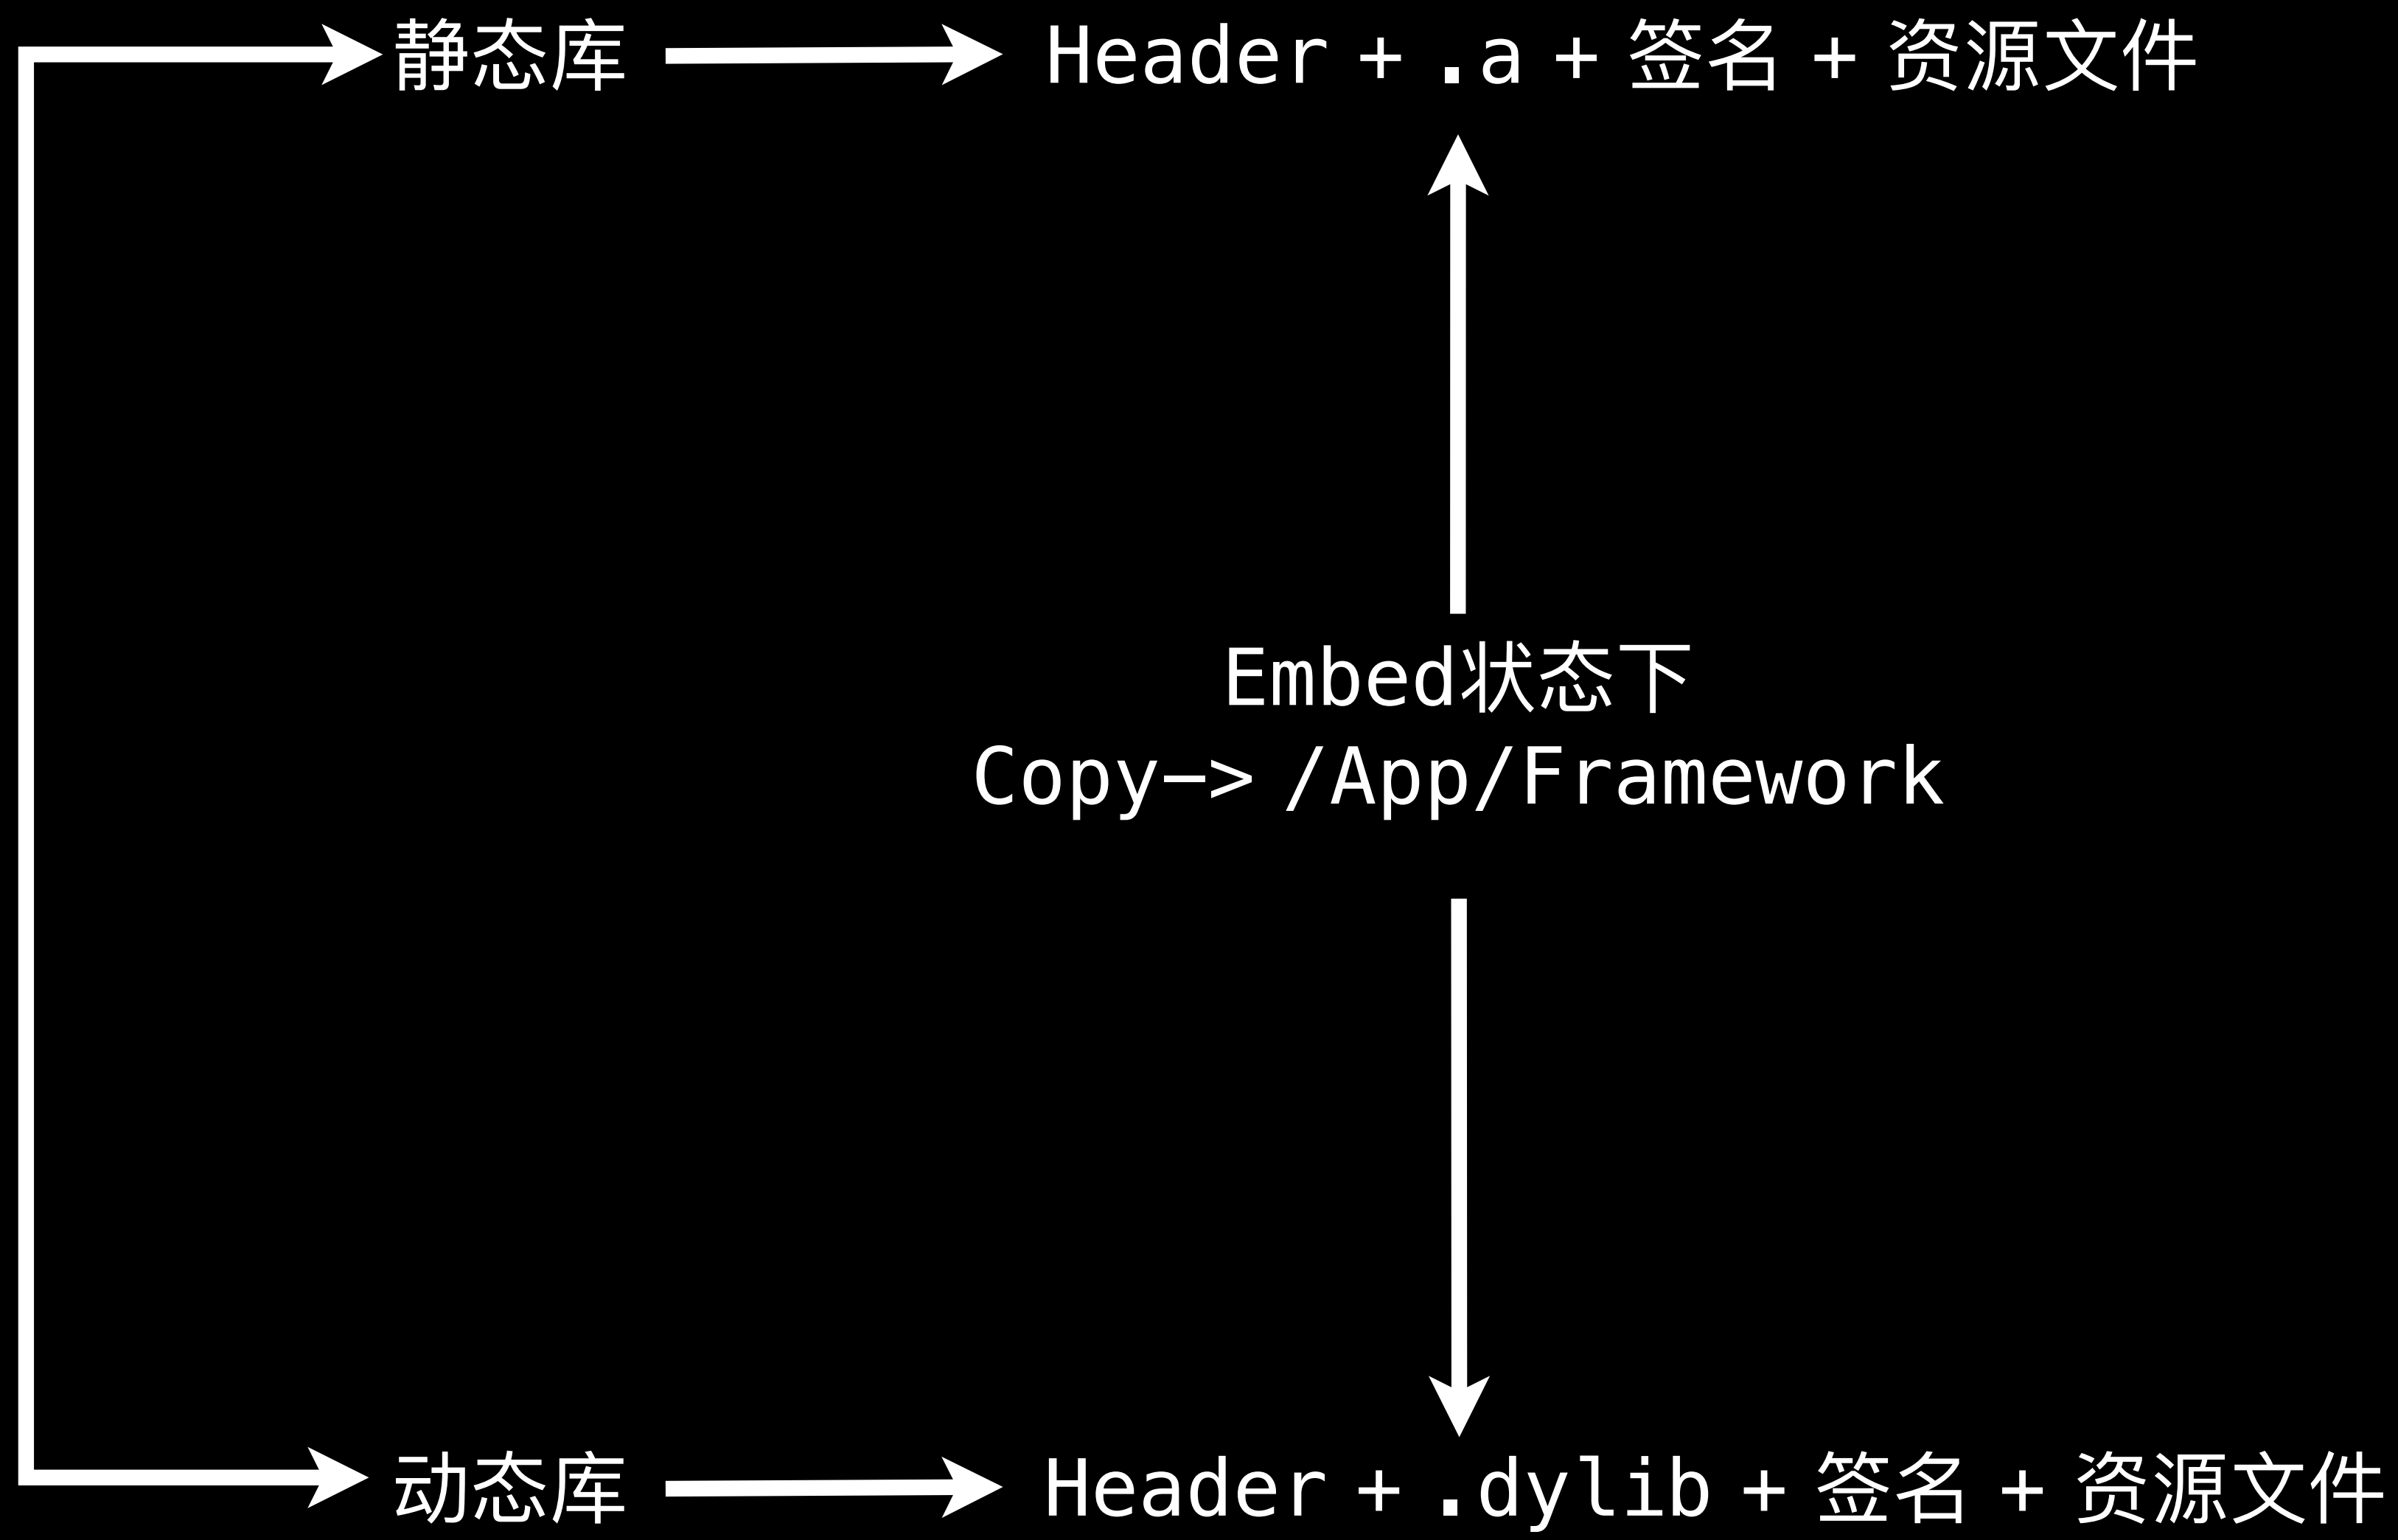 静态库
Header + .a + 签名 + 资源文件
Embed状态下
Copy—> /App/Framework
动态库
Header + .dylib + 签名 + 资源文件